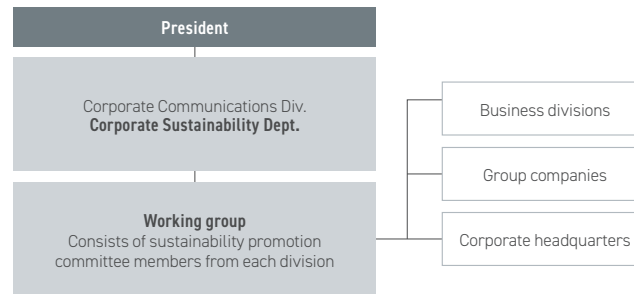 President
Corporate Communications Div.
Corporate Sustainability Dept.
Working group
Consists of sustainability promotion
committee members from each division
Business divisions
Group companies
Corporate headquarters